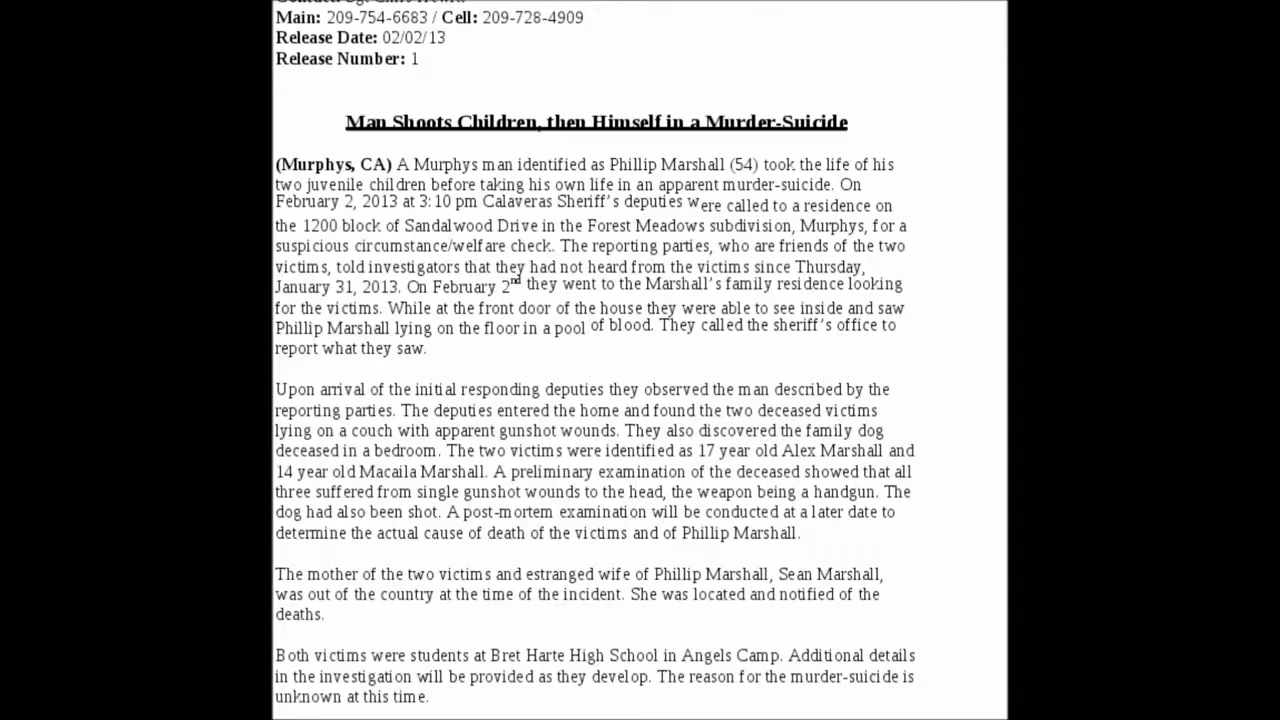 Main: 209-754-6683 / Cell: 209-728-4909
Release Date: 02/02/13
Release Number: 1
Man Shoots Children, then Himself in a Murder-Suicide
(Murphys, CA) A Murphys man identified as Phillip Marshall (54) took the life of his
two juvenile children before taking his own life in an apparent murder-suicide. On
February 2, 2013 at 3:10 pm Calaveras Sheriff's deputies were called to a residence on
the 1200 block of Sandalwood Drive in the Forest Meadows subdivision, Murphys, for a
suspicious circumstance/welfare check. The reporting parties, who are friends of the two
victims, told investigators that they had not heard from the victims since Thursday,
January 31, 2013. On February 2nd they went to the Marshall's family residence looking
for the victims. While at the front door of the house they were able to see inside and saw
Phillip Marshall lying on the floor in a pool of blood. They called the sheriff's office to
report what they saw.
Upon arrival of the initial responding deputies they observed the man described by the
reporting parties. The deputies entered the home and found the two deceased victims
lying on a couch with apparent gunshot wounds. They also discovered the family dog
deceased in a bedroom. The two victims were identified as 17 year old Alex Marshall and
14 year old Macaila Marshall. A preliminary examination of the deceased showed that all
three suffered from single gunshot wounds to the head, the weapon being a handgun. The
dog had also been shot. A post-mortem examination will be conducted at a later date to
determine the actual cause of death of the victims and of Phillip Marshall.
The mother of the two victims and estranged wife of Phillip Marshall, Sean Marshall,
was out of the country at the time of the incident. She was located and notified of the
deaths.
Both victims were students at Bret Harte High School in Angels Camp. Additional details
in the investigation will be provided as they develop. The reason for the murder-suicide is
unknown at this time.